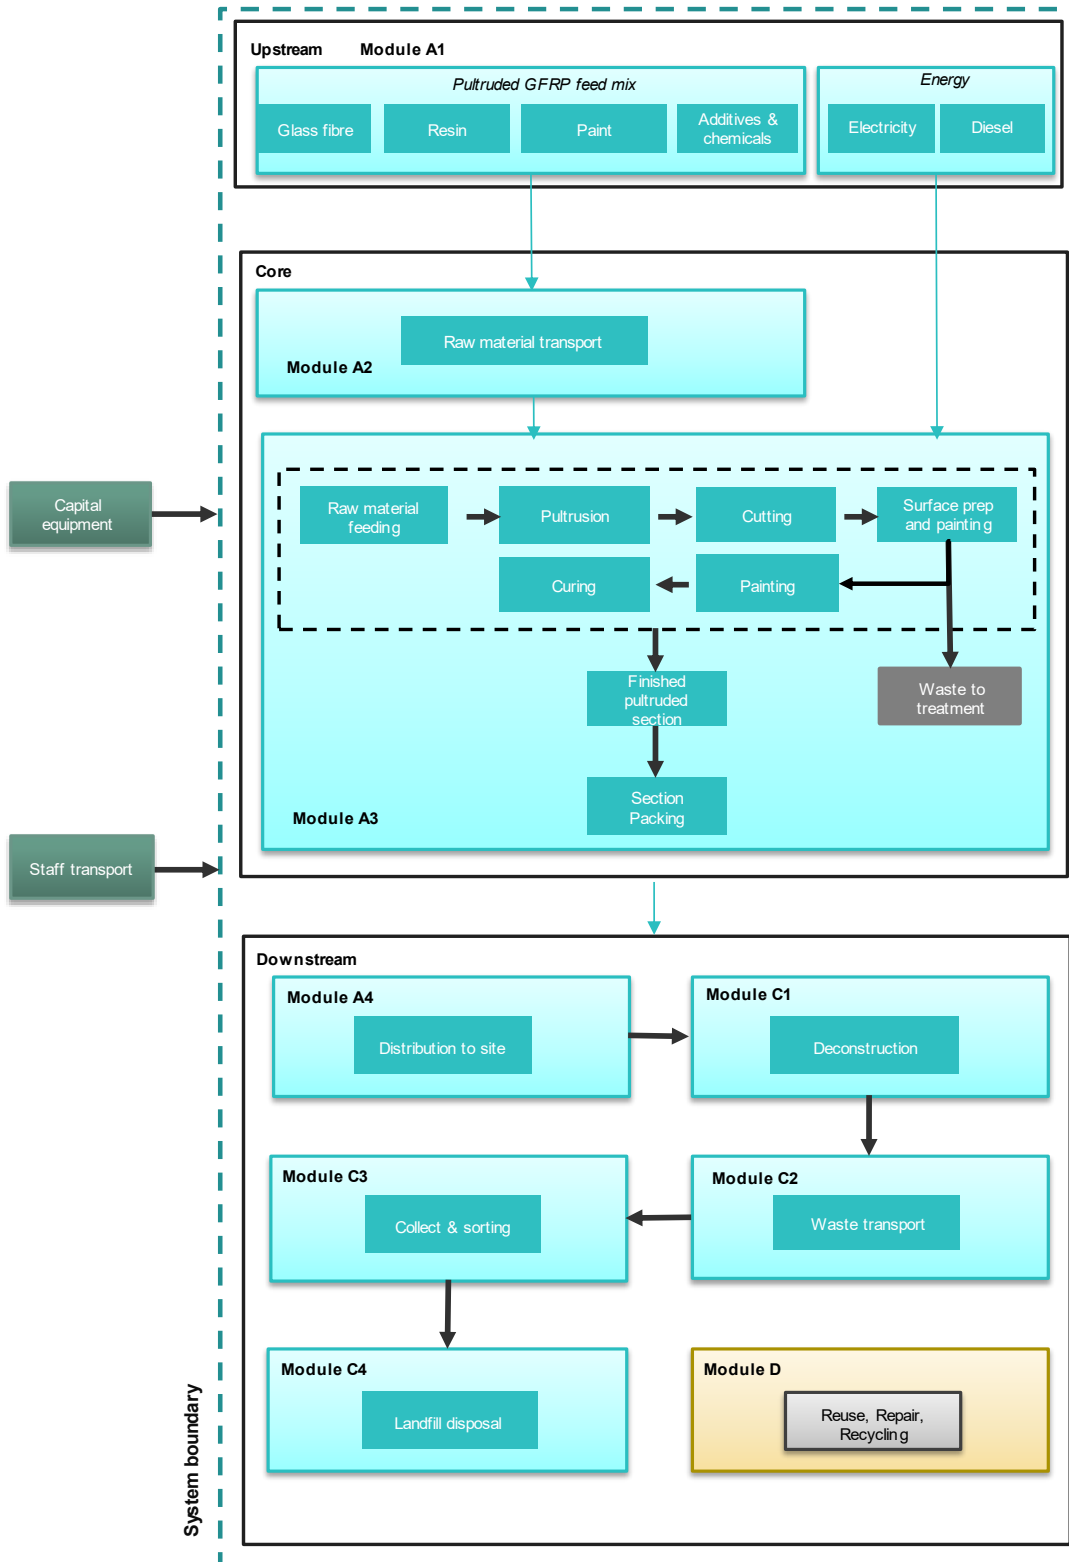 Upstream Module A1
Pultruded GFRP feed mix
Energy
Glass fibre
Resin
Paint
Additives &
chemicals
Electricity
Diesel
Core
Raw material transport
Module A2
Capital
equipment
Raw material
feeding
Pultrusion
Cutting
Surface prep
and painting
Curing
Painting
Finished
pultruded
section
Waste to
treatment
Section
Packing
Module A3
Staff transport
Downstream
Module A4
Distribution to site
Module C1
Deconstruction
Module C3
Collect & sorting
Module C2
Waste transport
Module C4
Landfill disposal
Module D
Reuse, Repair,
Recycling
System boundary